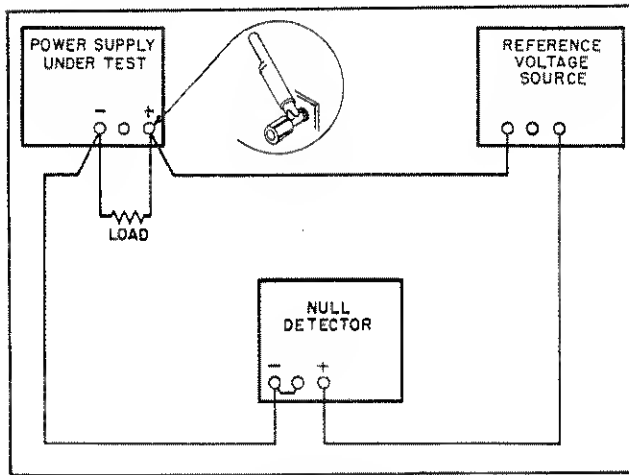 POWER SUPPLY
UNDER TEST
- +
REFERENCE
VOLTAGE
SOURCE
LOAD
NULL
DETECTOR
- +